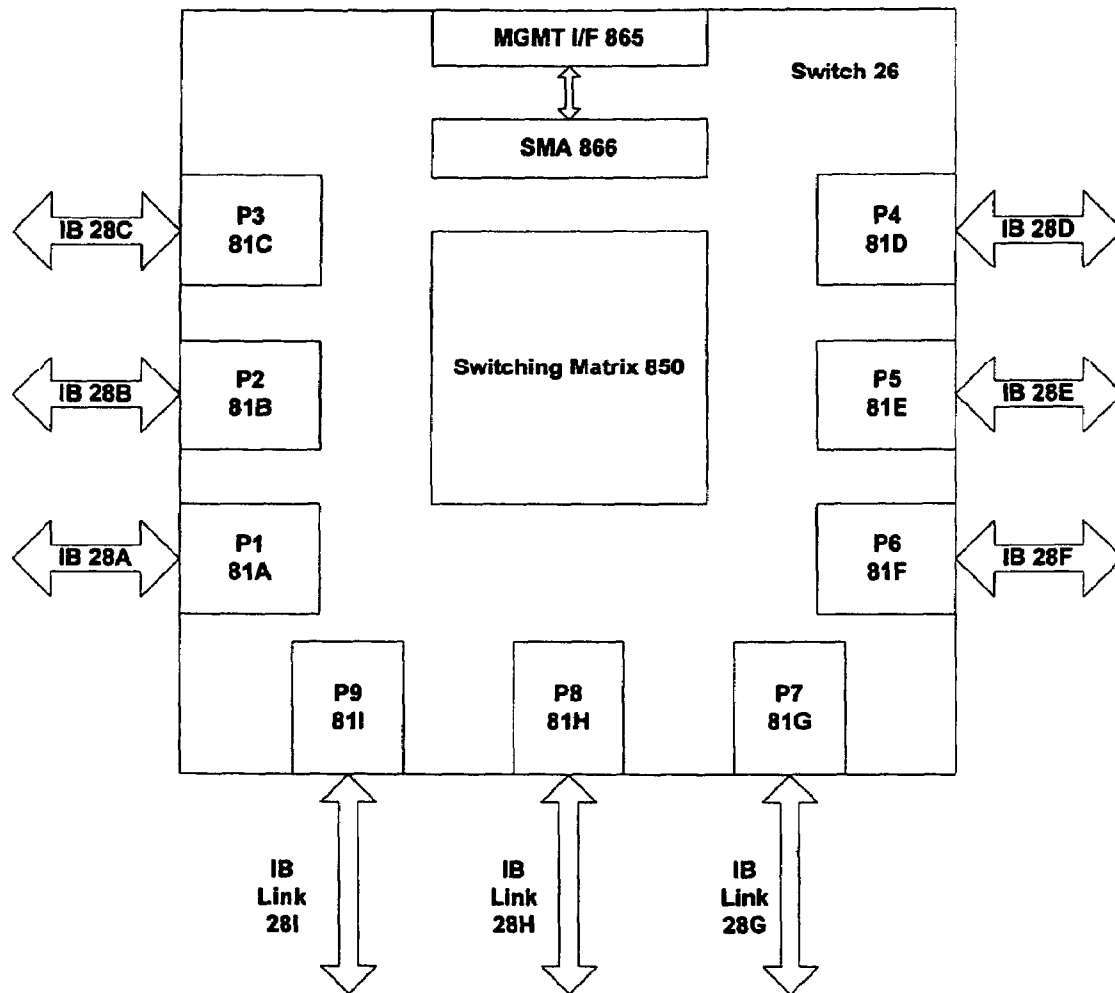 MGMT I/F 865
Switch 26
SMA 866
IB 28C
P3
81C
P4
81D
IB 28D
Switching Matrix 850
IB 28B
P2
81B
P5
81E
IB 28E
IB 28A
P1
81A
P6
81F
IB 28F
P9
81I
P8
81H
P7
81G
IB
Link
28I
IB
Link
28H
IB
Link
28G